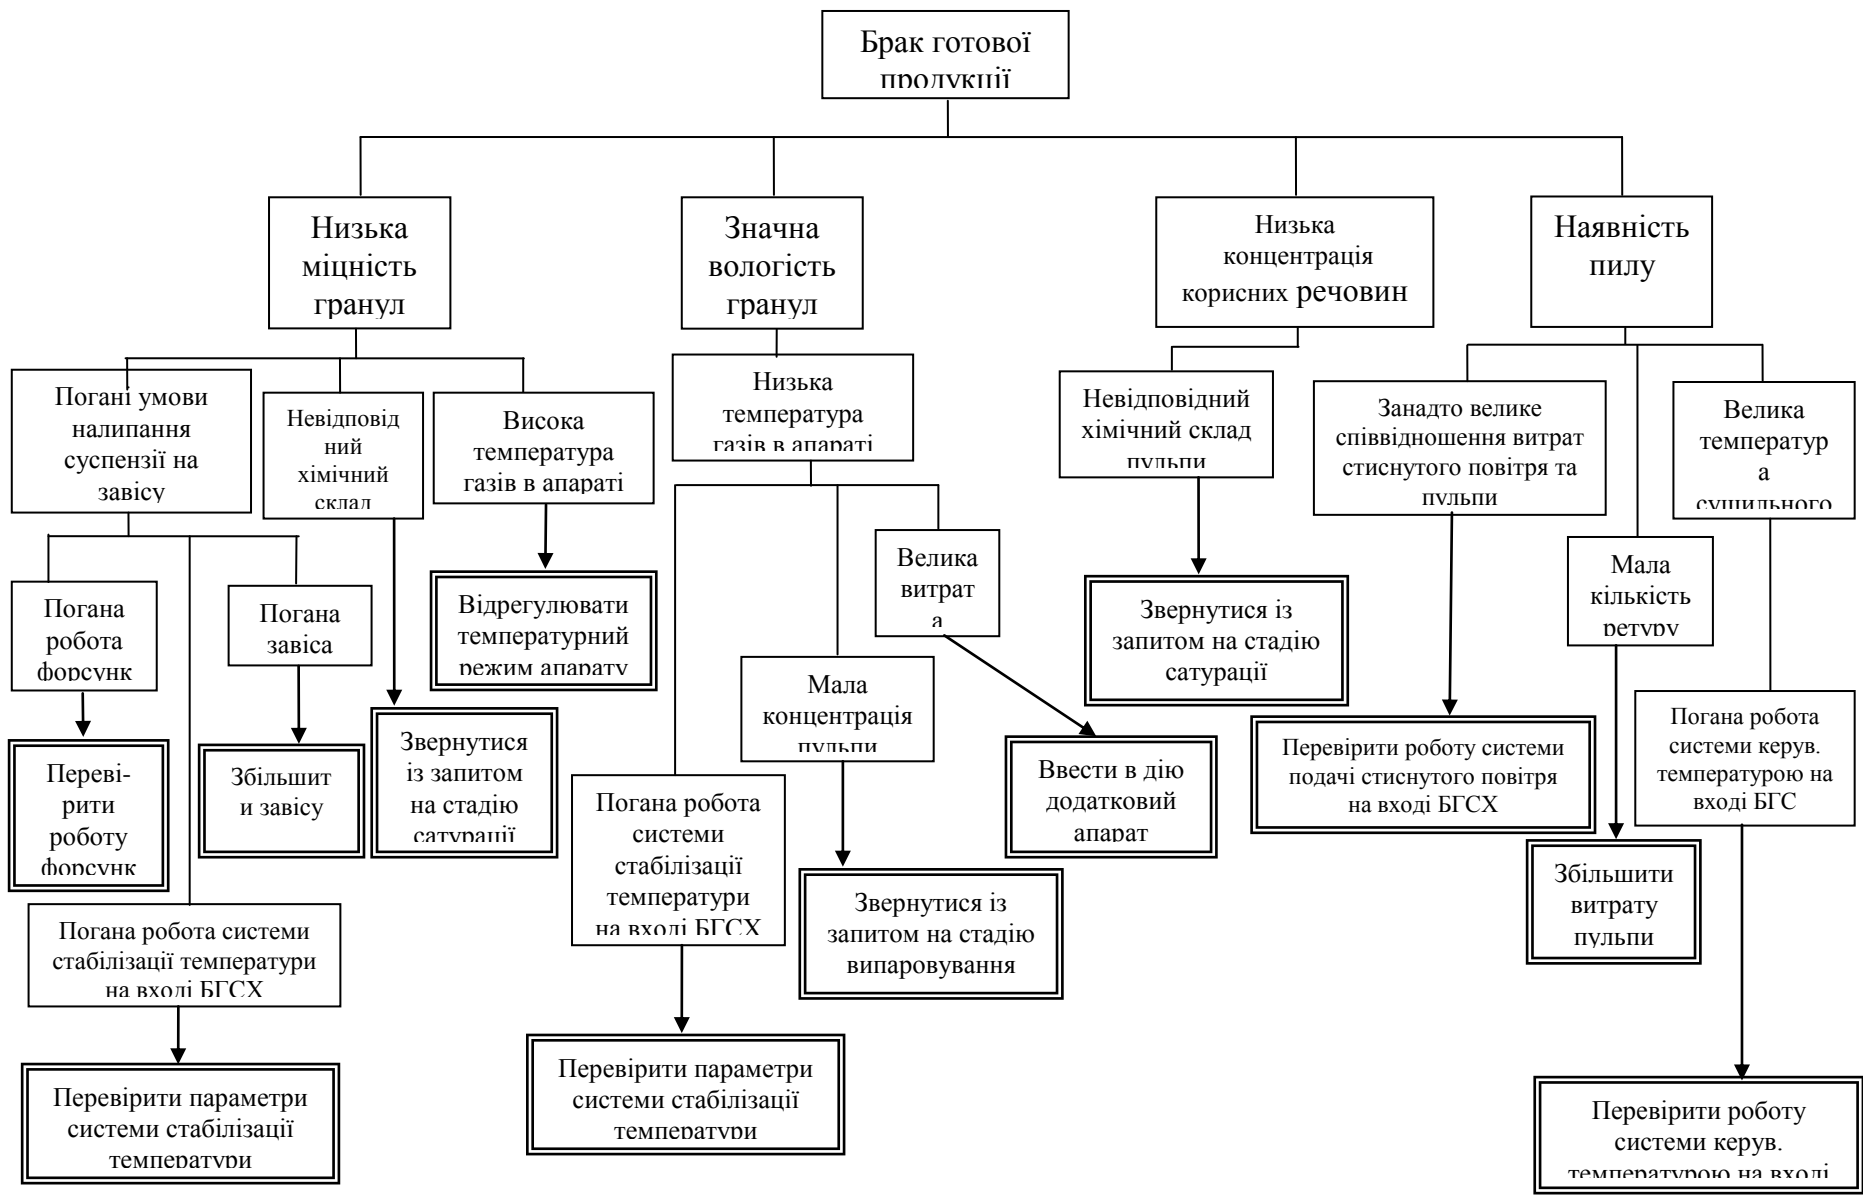 Брак готової
продукції
Низька
міцність
гранул
Значна
вологість
гранул
Низька
концентрація
корисних речовин
Наявність
пилу
Погані умови
налипання
суспензії на
завісу
Невідповід
ний
хімічний
склад
Висока
температура
газів в апараті
Низька
температура
газів в апараті
Невідповідний
хімічний склад
пульпи
Занадто велике
співвідношення витрат
стиснутого повітря та
пульпи
Велика
температур
а
сушильного
Погана
робота
форсунк
Погана
завіса
Відрегулювати
температурний
режим апарату
Велика
витрат
а
Звернутися із
запитом на стадію
сатурації
Мала
кількість
ретуру
Мала
концентрація
пульпи
Погана робота
системи керув.
температурою на
вході БГС
Переві-
рити
роботу
форсунк
Збільшит
и завісу
Звернутися
із запитом
на стадію
сатурації
Погана робота
системи
стабілізації
температури
на вході БГСХ
Ввести в дію
додатковий
апарат
Перевірити роботу системи
подачі стиснутого повітря
на вході БГСХ
Звернутися із
запитом на стадію
випаровування
Збільшити
витрату
пульпи
Погана робота системи
стабілізації температури
на вході БГСХ
Перевірити параметри
системи стабілізації
температури
Перевірити параметри
системи стабілізації
температури
Перевірити роботу
системи керув.
температурою на вході